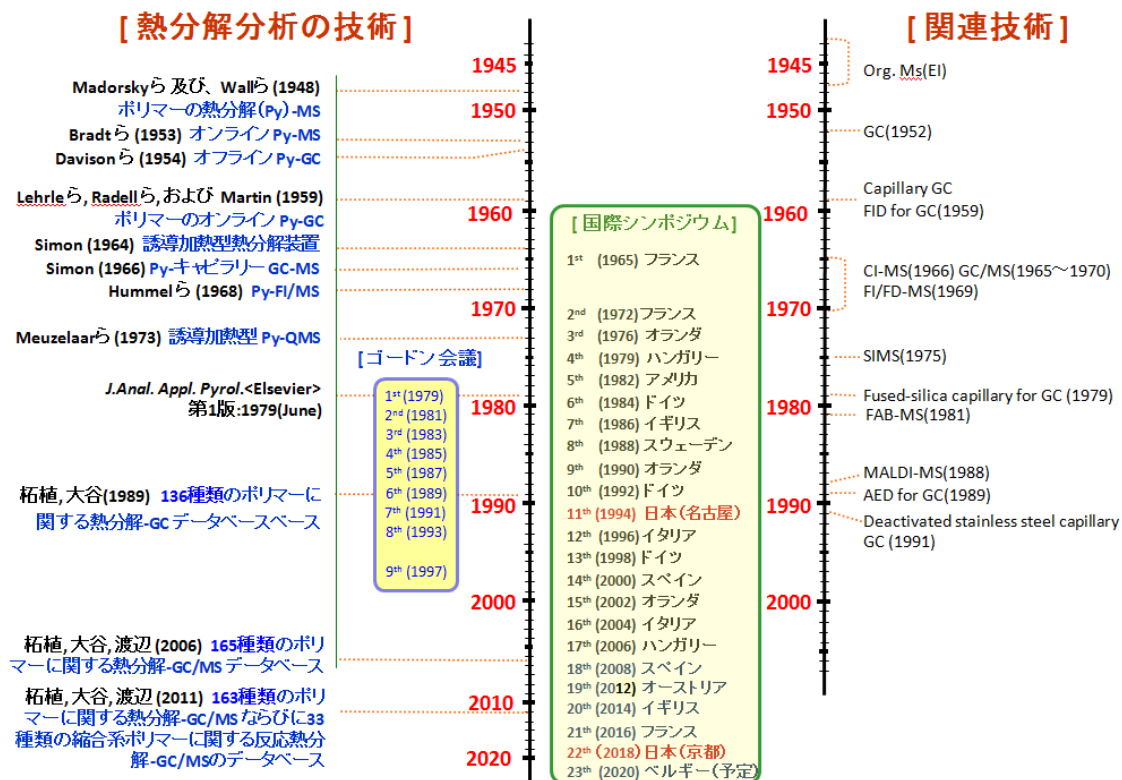 [ 熱分解分析の技術 ]
Madorskyら 及び、Wallら (1948)
ポリマーの熱分解(Py)-MS
Bradtら (1953) オンライン Py-MS
Davisonら (1954) オフライン Py-GC
Lehrleら, Radellら, および Martin (1959)
ポリマーのオンライン Py-GC
Simon (1964) 誘導加熱型熱分解装置
Simon (1966) Py-キャピラリー GC-MS
Hummelら (1968) Py-FI/MS
Meuzelaarら (1973) 誘導加熱型 Py-QMS
J.Anal. Appl. Pyrol.<Elsevier>
第1版:1979(June)
柘植, 大谷(1989) 136種類のポリマーに
関する熱分解-GC データベースベース
柘植, 大谷, 渡辺 (2006) 165種類のポリ
マーに関する熱分解-GC/MS データベース
柘植, 大谷, 渡辺 (2011) 163種類のポリ
マーに関する熱分解-GC/MS ならびに33
種類の縮合系ポリマーに関する反応熱分
解-GC/MSのデータベース
[ゴードン 会議]
1st (1979)
2nd (1981)
3rd (1983)
4th (1985)
5th (1987)
6th (1989)
7th (1991)
8th (1993)
9th (1997)
1945
1950
1960
1970
1980
1990
2000
2010
2020
[ 国際シンポジウム]
1st (1965) フランス
2nd (1972)フランス
3rd (1976) オランダ
4th (1979) ハンガリー
5th (1982) アメリカ
6th (1984) ドイツ
7th (1986) イギリス
8th (1988) スウェーデン
9th (1990) オランダ
10th (1992) ドイツ
11th (1994) 日本(名古屋)
12th (1996) イタリア
13th (1998) ドイツ
14th (2000) スペイン
15th (2002) オランダ
16th (2004) イタリア
17th (2006) ハンガリー
18th (2008) スペイン
19th (2012) オーストリア
20th (2014) イギリス
21th (2016) フランス
22th (2018) 日本(京都)
23th (2020) ベルギー(予定)
1945
1950
1960
1970
1980
1990
2000
[ 関連技術 ]
Org. Ms(EI)
GC(1952)
Capillary GC
FID for GC(1959)
CI-MS(1966) GC/MS(1965～1970)
FI/FD-MS(1969)
SIMS(1975)
Fused-silica capillary for GC (1979)
FAB-MS(1981)
MALDI-MS(1988)
AED for GC(1989)
Deactivated stainless steel capillary
GC (1991)